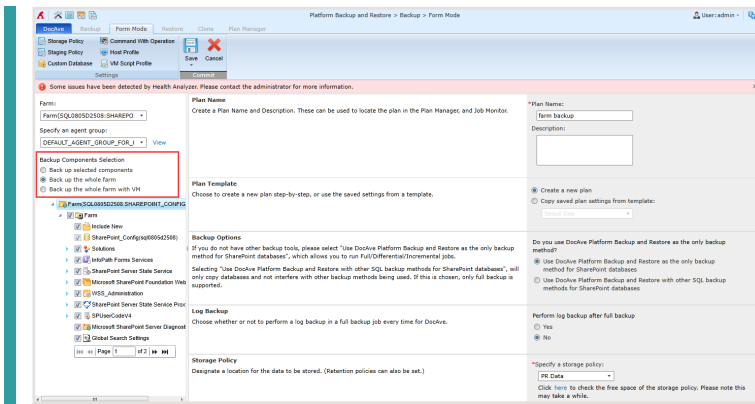 Platform Backup and Restore > Backup > Form Mode
User: admin
DocAve
Backup
Form Mode
Restore
Clone
Plan Manager
Storage Policy
Command With Operation
Staging Policy
Host Profile
Custom Database
VM Script Profile
Save
Cancel
Settings
Commit
Some issues have been detected by Health Analyzer. Please contact the administrator for more information.
Farm:
Farm(SQL0805D2508:SHAREPO
Specify an agent group:
DEFAULT_AGENT_GROUP_FOR_
View
Backup Components Selection
Back up selected components
Back up the whole farm
Back up the whole farm with VM
Farm(SQL0805D2508:SHAREPOINT_CONFIG
Farm
Include New
SharePoint_Config(sql0805d2508)
Solutions
InfoPath Forms Services
SharePoint Server State Service
Microsoft SharePoint Foundation Web
WSS_Administration
SharePoint Server State Service Prox
SPUserCodeV4
Microsoft SharePoint Server Diagnost
Global Search Settings
Page 1 of 2
Plan Name
Create a Plan Name and Description. These can be used to locate the plan in the Plan Manager, and Job Monitor.
*Plan Name:
farm backup
Description:
Plan Template
Choose to create a new plan step-by-step, or use the saved settings from a template.
Create a new plan
Copy saved plan settings from template:
Select One
Backup Options
If you do not have other backup tools, please select "Use DocAve Platform Backup and Restore as the only backup
method for SharePoint databases", which allows you to run Full/Differential/Incremental jobs.
Selecting "Use DocAve Platform Backup and Restore with other SQL backup methods for SharePoint databases", will
only copy databases and not interfere with other backup methods being used. If this is chosen, only full backup is
supported.
Do you use DocAve Platform Backup and Restore as the only backup
method?
Use DocAve Platform Backup and Restore as the only backup
method for SharePoint databases
Use DocAve Platform Backup and Restore with other SQL backup
methods for SharePoint databases
Log Backup
Choose whether or not to perform a log backup in a full backup job every time for DocAve.
Perform log backup after full backup
Yes
No
Storage Policy
Designate a location for the data to be stored. (Retention policies can also be set.)
*Specify a storage policy:
PR Data
Click here to check the free space of the storage policy. Please note this
may take a while.